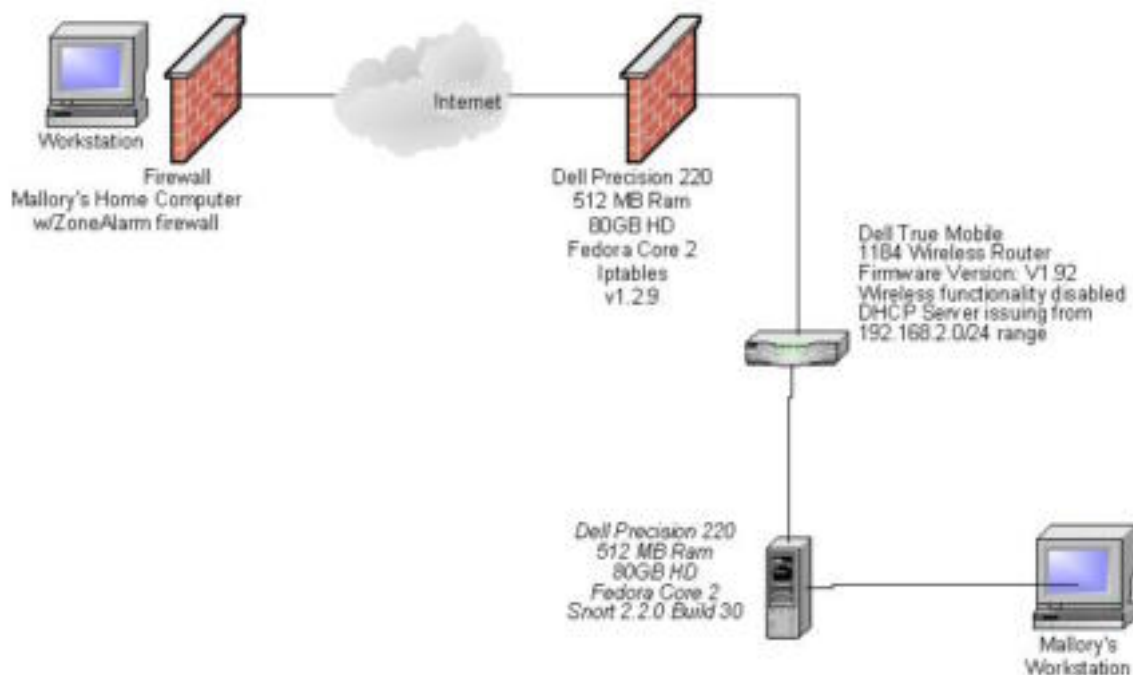 Workstation
Firewall
Mallory's Home Computer
w/ZoneAlarm firewall
Internet
Dell Precision 220
512 MB Ram
80GB HD
Fedora Core 2
Iptables
v1.2.9
Dell True Mobile
1184 Wireless Router
Firmware Version: V1.92
Wireless functionality disabled
DHCP Server issuing from
192.168.2.0/24 range
Dell Precision 220
512 MB Ram
80GB HD
Fedora Core 2
Snort 2.2.0 Build 30
Mallory's
Workstation